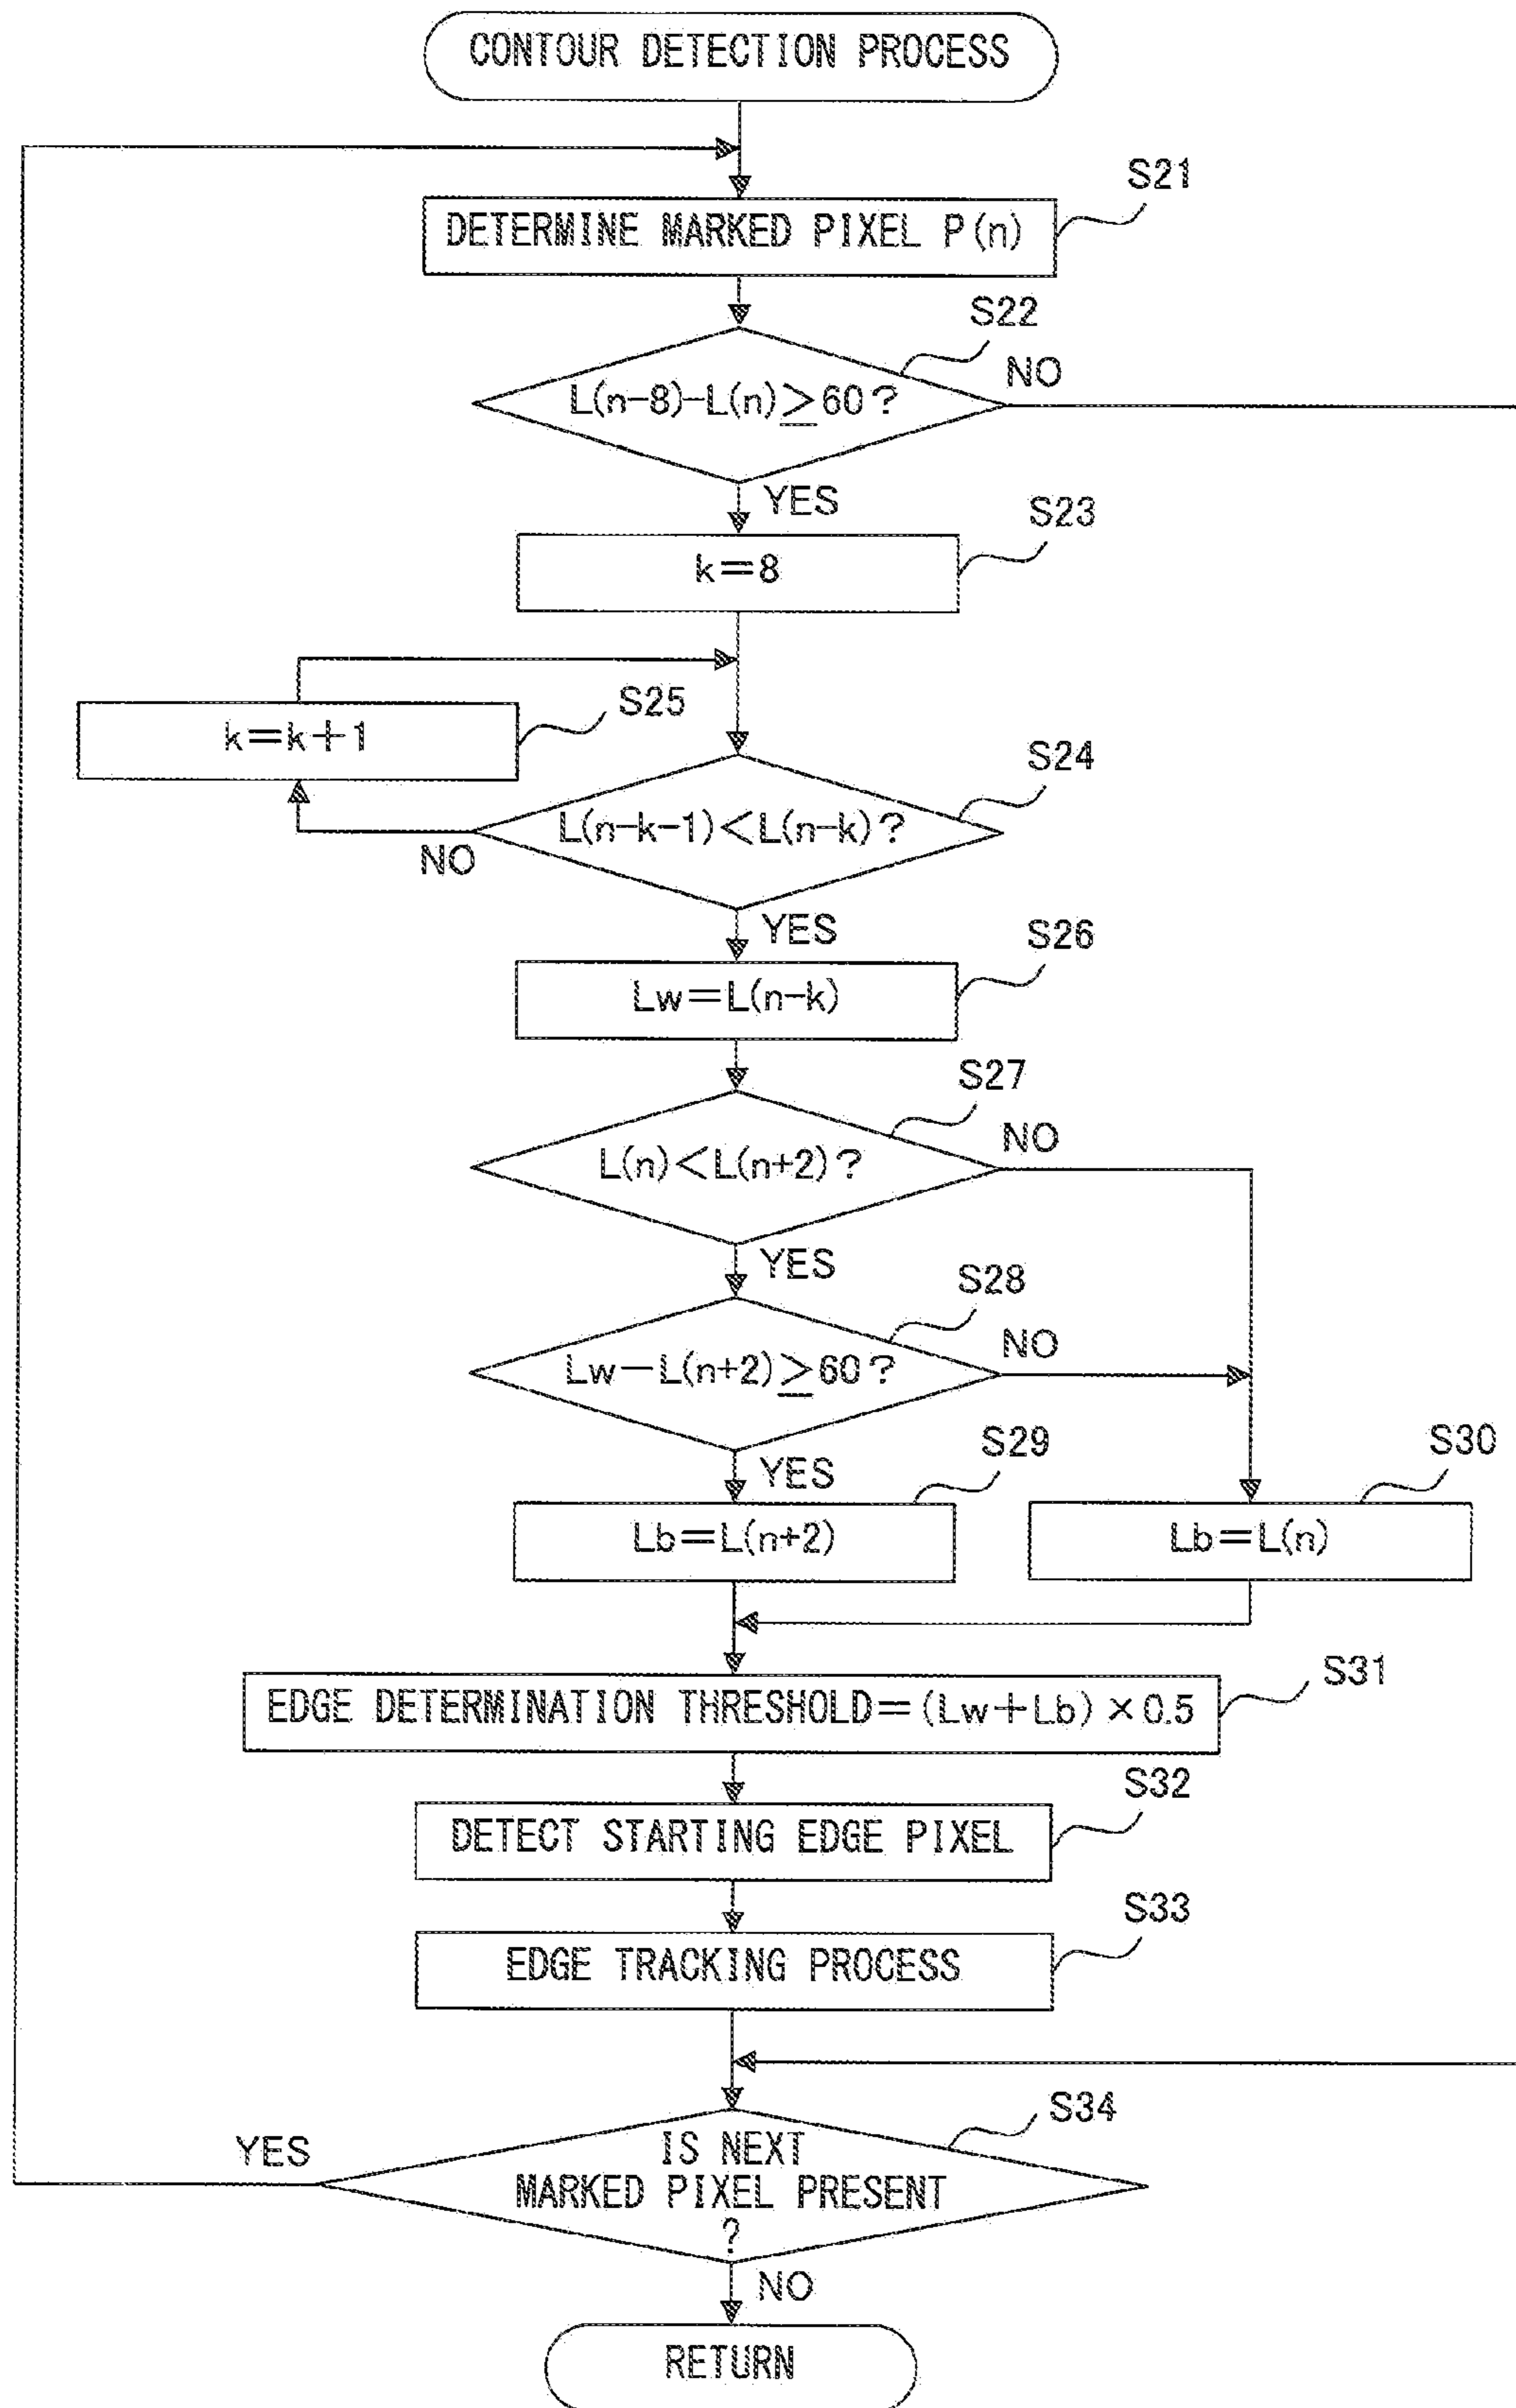 CONTOUR DETECTION PROCESS
S21
DETERMINE MARKED PIXEL P(n)
S22
L(n-8)-L(n)≧60?
NO
YES
S23
k=8
S25
k=k+1
S24
L(n-k-1)<L(n-k)?
NO
YES
S26
Lw=L(n-k)
S27
L(n)<L(n+2)?
NO
YES
S28
Lw-L(n+2)≧60?
NO
YES
S29
Lb=L(n+2)
S30
Lb=L(n)
S31
EDGE DETERMINATION THRESHOLD=(Lw+Lb)×0.5
S32
DETECT STARTING EDGE PIXEL
S33
EDGE TRACKING PROCESS
S34
IS NEXT
MARKED PIXEL PRESENT
?
YES
NO
RETURN